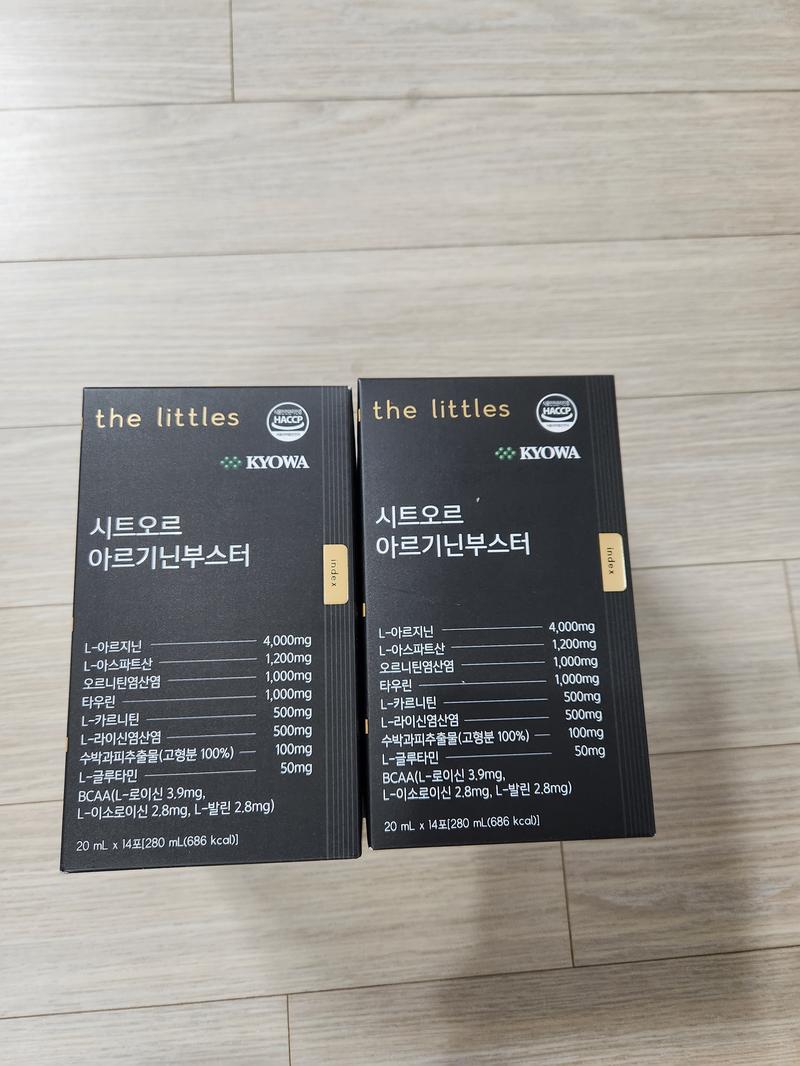 the littles
HACCP
KYOWA
시트오르
아르기닌부스터
index
L-아르지닌 4,000mg
L-아스파트산 1,200mg
오르니틴염산염 1,000mg
타우린 1,000mg
L-카르니틴 500mg
L-라이신염산염 500mg
수박과피추출물(고형분 100%) 100mg
L-글루타민 50mg
BCAA(L-로이신 3,9mg,
L-이소로이신 2,8mg, L-발린 2,8mg)
20 mL x 14포[280 mL(686 kcal)]
the littles
HACCP
KYOWA
시트오르
아르기닌부스터
index
L-아르지닌 4,000mg
L-아스파트산 1,200mg
오르니틴염산염 1,000mg
타우린 1,000mg
L-카르니틴 500mg
L-라이신염산염 500mg
수박과피추출물(고형분 100%) 100mg
L-글루타민 50mg
BCAA(L-로이신 3,9mg,
L-이소로이신 2,8mg, L-발린 2,8mg)
20 mL x 14포[280 mL(686 kcal)]